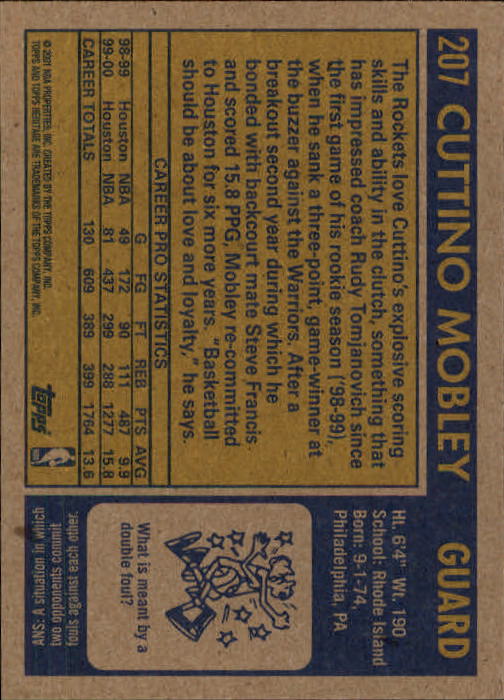 207 CUTTINO MOBLEY GUARD
The Rockets love Cuttino's explosive scoring
skills and ability in the clutch, something that
has impressed coach Rudy Tomjanovich since
the first game of his rookie season ('98-99),
when he sank a three-point, game-winner at
the buzzer against the Warriors. After a
breakout second year during which he
bonded with backcourt mate Steve Francis
and scored 15.8 PPG, Mobley re-committed
to Houston for six more years. "Basketball
should be about love and loyalty," he says.
CAREER PRO STATISTICS
G FG FT REB PTS AVG
98-99 Houston NBA 49 172 90 111 487 9.9
99-00 Houston NBA 81 437 299 288 1277 15.8
CAREER TOTALS 130 609 389 399 1764 13.6
© 2001 NBA PROPERTIES, INC. CREATED BY THE TOPPS COMPANY, INC.
TOPPS AND TOPPS HERITAGE ARE TRADEMARKS OF THE TOPPS COMPANY, INC.
Topps
Ht. 6'4" Wt. 190
School: Rhode Island
Born: 9-1-74,
Philadelphia, PA
What is meant by a
double foul?
ANS: A situation in which
two opponents commit
fouls against each other.